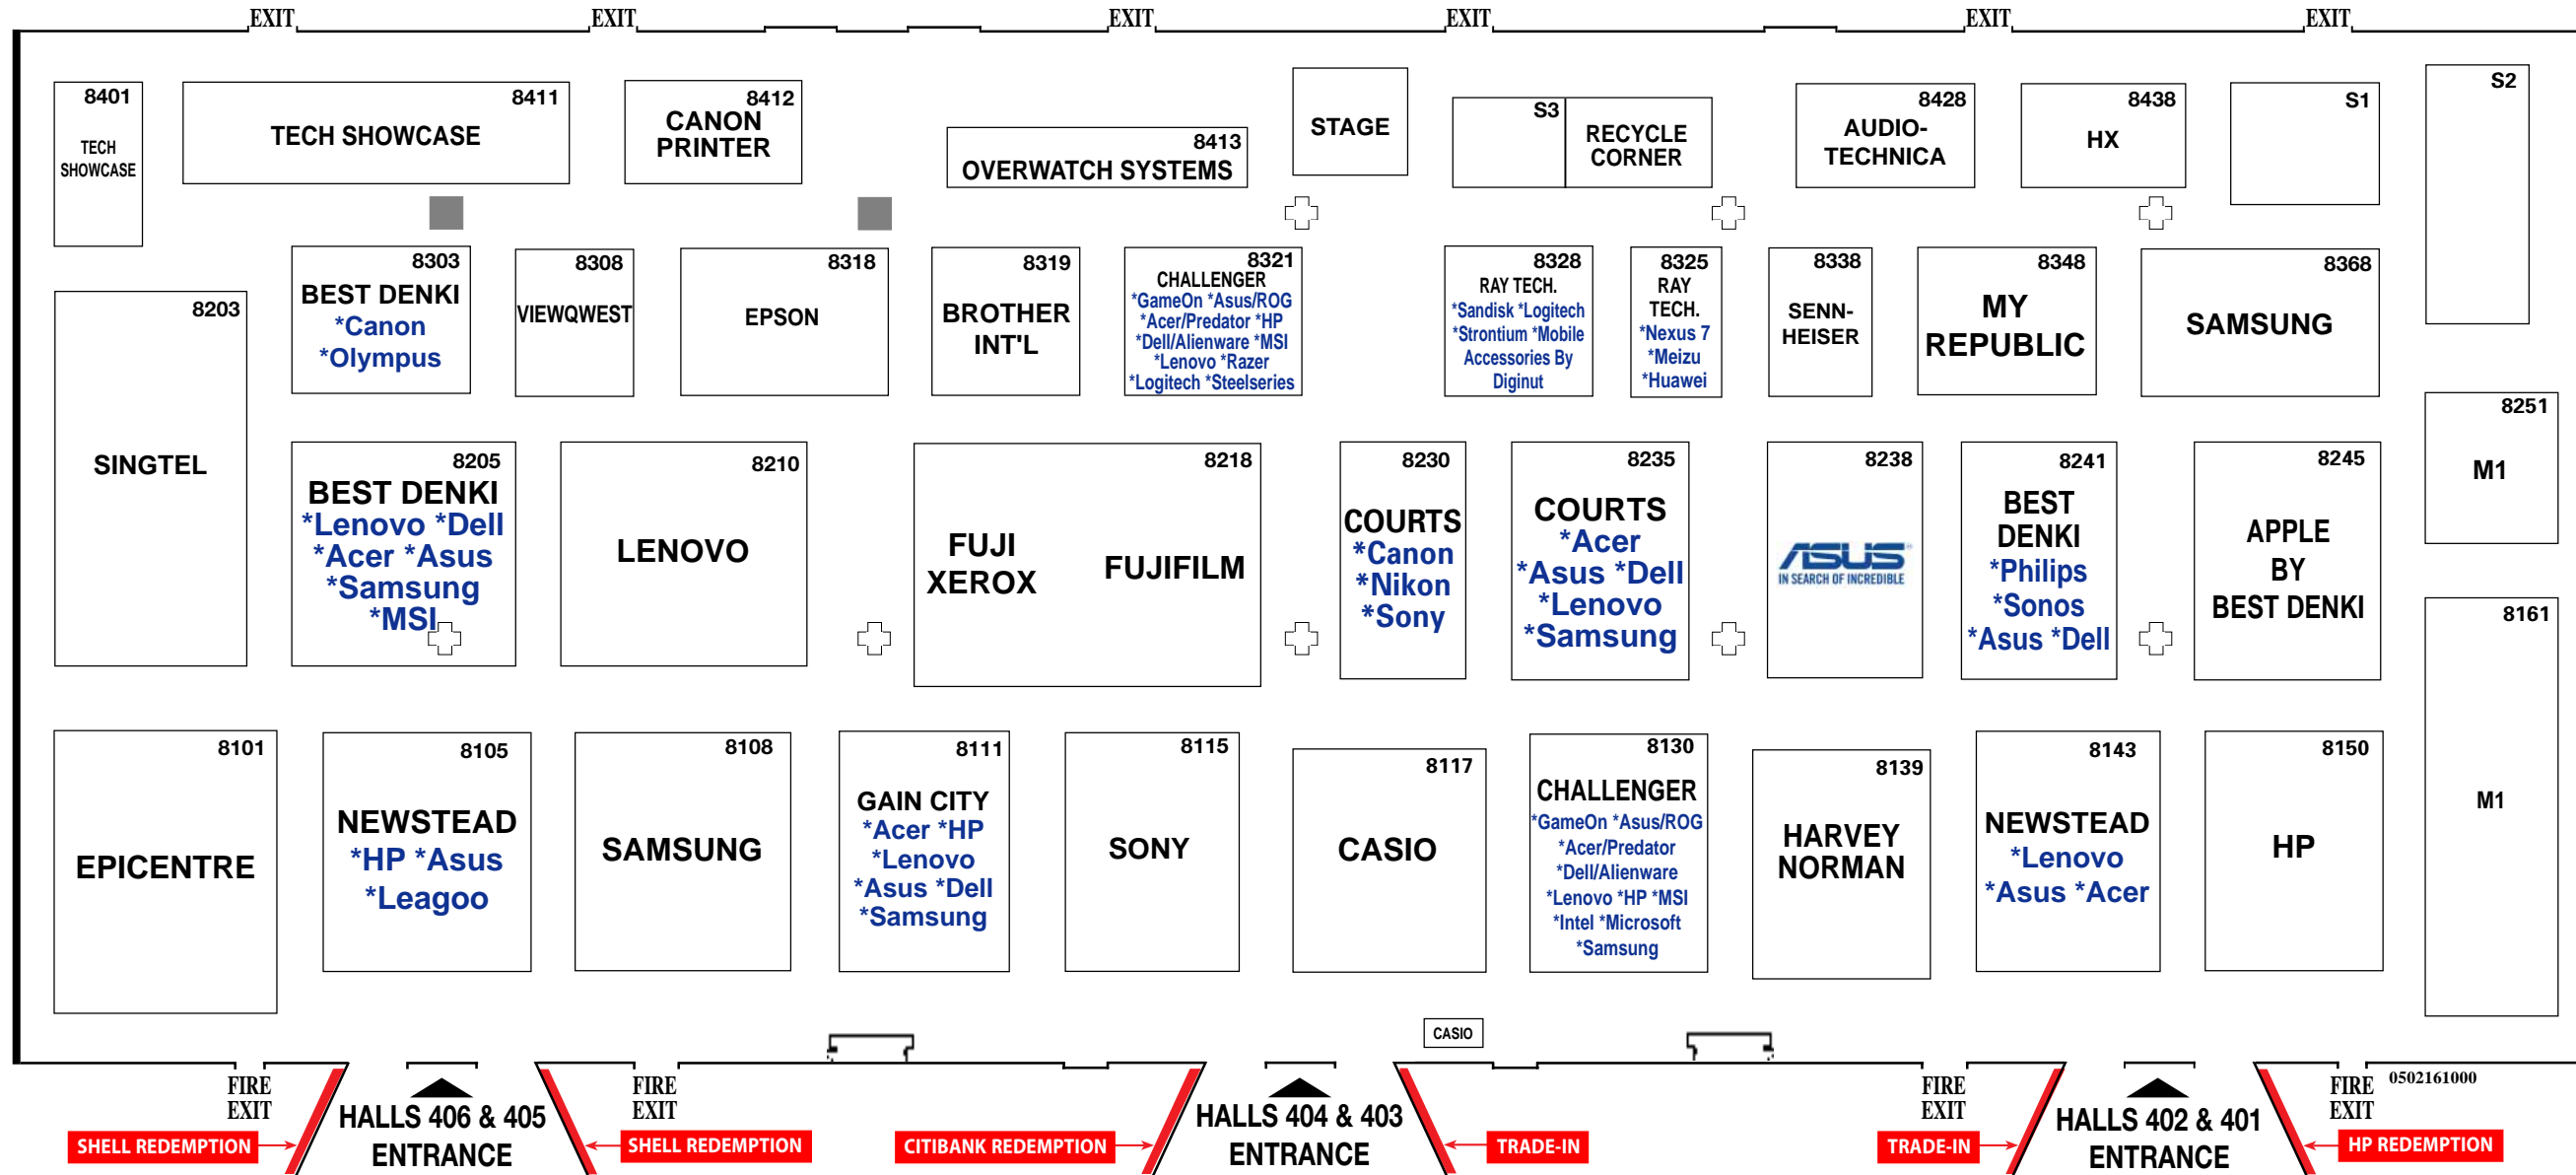 EXIT
EXIT
EXIT
EXIT
EXIT
EXIT
8401
TECH
SHOWCASE
8411
TECH SHOWCASE
8412
CANON
PRINTER
8413
OVERWATCH SYSTEMS
STAGE
S3
RECYCLE
CORNER
8428
AUDIO-
TECHNICA
8438
HX
S1
S2
8203
SINGTEL
8303
BEST DENKI
*Canon
*Olympus
8308
VIEWQWEST
8318
EPSON
8319
BROTHER
INT'L
8321
CHALLENGER
*GameOn *Asus/ROG
*Acer/Predator *HP
*Dell/Alienware *MSI
*Lenovo *Razer
*Logitech *Steelseries
8328
RAY TECH.
*Sandisk *Logitech
*Strontium *Mobile
Accessories By
Diginut
8325
RAY
TECH.
*Nexus 7
*Meizu
*Huawei
8338
SENN-
HEISER
8348
MY
REPUBLIC
8368
SAMSUNG
8251
M1
8205
BEST DENKI
*Lenovo *Dell
*Acer *Asus
*Samsung
*MSI
8210
LENOVO
8218
FUJI
XEROX
FUJIFILM
8230
COURTS
*Canon
*Nikon
*Sony
8235
COURTS
*Acer
*Asus *Dell
*Lenovo
*Samsung
8238
ASUS
IN SEARCH OF INCREDIBLE
8241
BEST
DENKI
*Philips
*Sonos
*Asus *Dell
8245
APPLE
BY
BEST DENKI
8161
M1
8101
EPICENTRE
8105
NEWSTEAD
*HP *Asus
*Leagoo
8108
SAMSUNG
8111
GAIN CITY
*Acer *HP
*Lenovo
*Asus *Dell
*Samsung
8115
SONY
8117
CASIO
8130
CHALLENGER
*GameOn *Asus/ROG
*Acer/Predator
*Dell/Alienware
*Lenovo *HP *MSI
*Intel *Microsoft
*Samsung
8139
HARVEY
NORMAN
8143
NEWSTEAD
*Lenovo
*Asus *Acer
8150
HP
CASIO
FIRE
EXIT
HALLS 406 & 405
ENTRANCE
FIRE
EXIT
HALLS 404 & 403
ENTRANCE
FIRE
EXIT
HALLS 402 & 401
ENTRANCE
FIRE
EXIT
0502161000
SHELL REDEMPTION
SHELL REDEMPTION
CITIBANK REDEMPTION
TRADE-IN
TRADE-IN
HP REDEMPTION